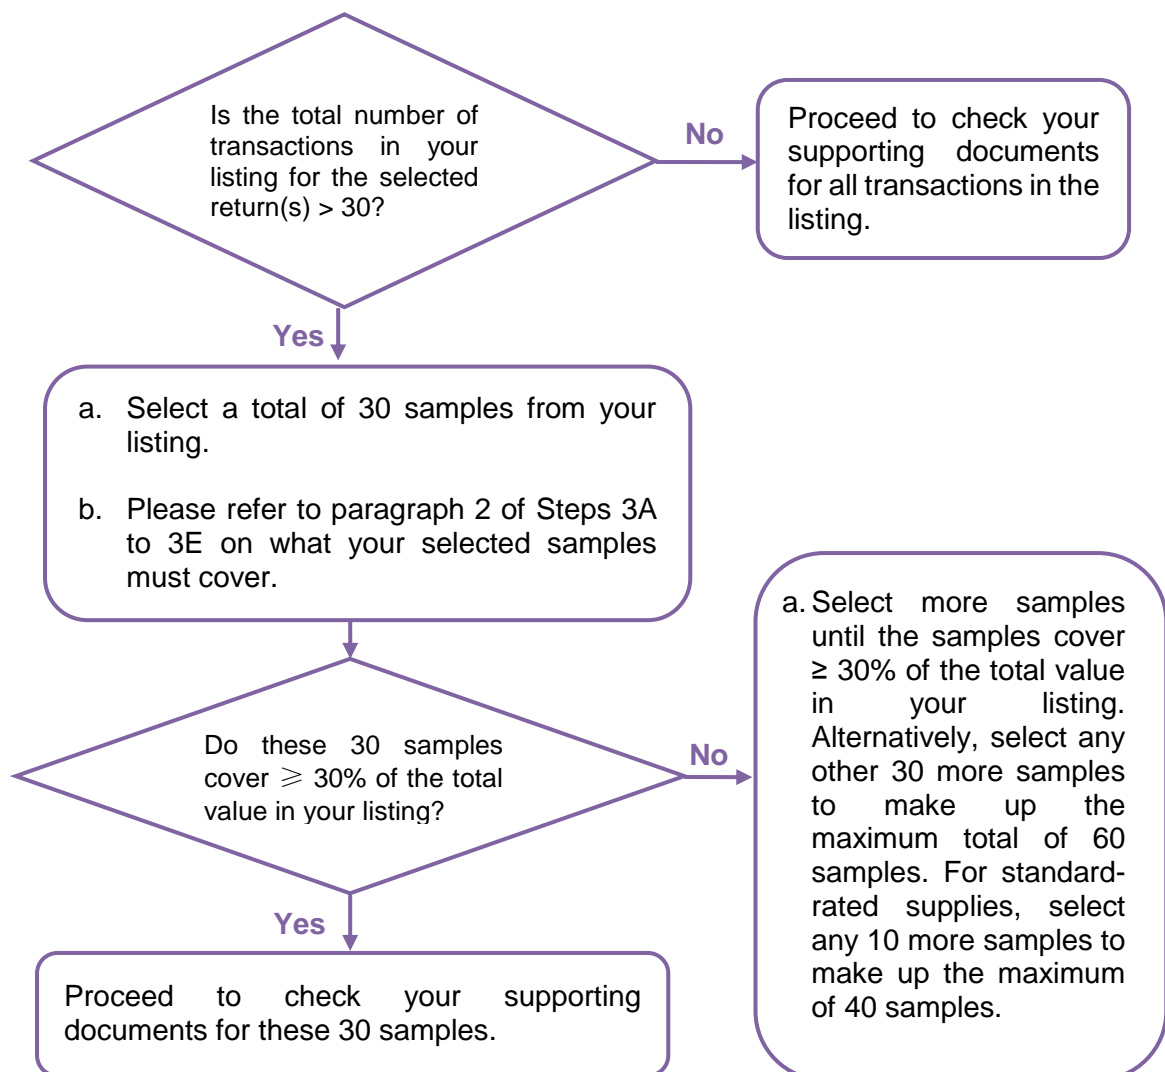 Is the total number of
transactions in your
listing for the selected
return(s) > 30?
No
Proceed to check your
supporting documents
for all transactions in the
listing.
Yes
a. Select a total of 30 samples from your
listing.
b. Please refer to paragraph 2 of Steps 3A
to 3E on what your selected samples
must cover.
Do these 30 samples
cover ⩾ 30% of the total
value in your listing?
No
a. Select more samples
until the samples cover
≥ 30% of the total value
in your listing.
Alternatively, select any
other 30 more samples
to make up the
maximum total of 60
samples. For standard-
rated supplies, select
any 10 more samples to
make up the maximum
of 40 samples.
Yes
Proceed to check your supporting
documents for these 30 samples.